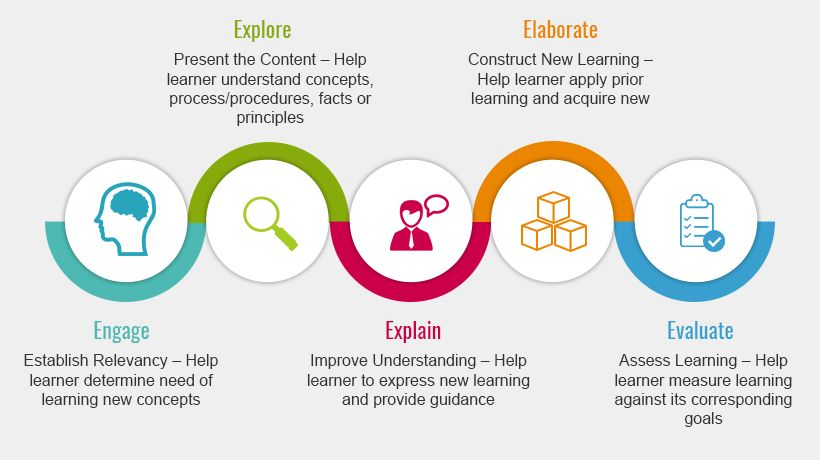 Explore
Present the Content – Help
learner understand concepts,
process/procedures, facts or
principles
Elaborate
Construct New Learning –
Help learner apply prior
learning and acquire new
Engage
Establish Relevancy – Help
learner determine need of
learning new concepts
Explain
Improve Understanding – Help
learner to express new learning
and provide guidance
Evaluate
Assess Learning – Help
learner measure learning
against its corresponding
goals